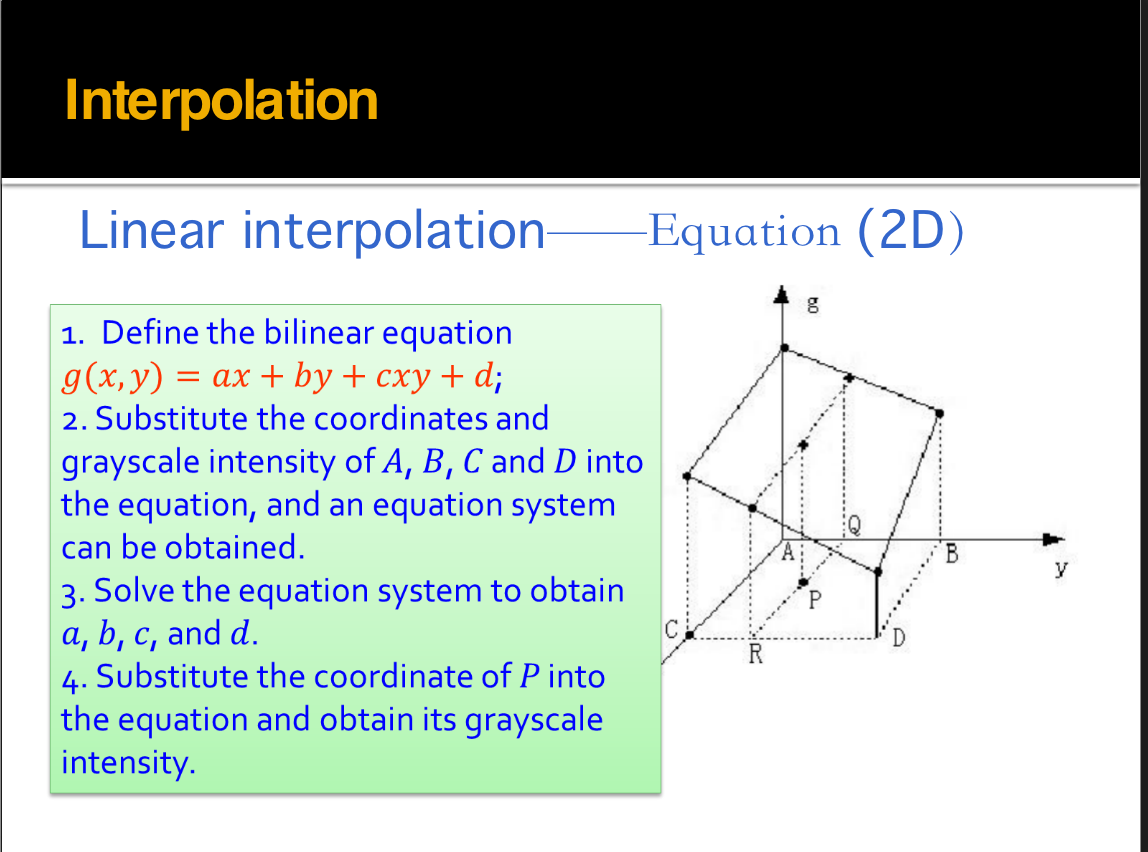 Interpolation
Linear interpolation——Equation (2D)
1. Define the bilinear equation
g(x, y) = ax + by + cxy + d;
2. Substitute the coordinates and
grayscale intensity of A, B, C and D into
the equation, and an equation system
can be obtained.
3. Solve the equation system to obtain
a, b, c, and d.
4. Substitute the coordinate of P into
the equation and obtain its grayscale
intensity.
g
Q
A
B
y
P
C
D
R